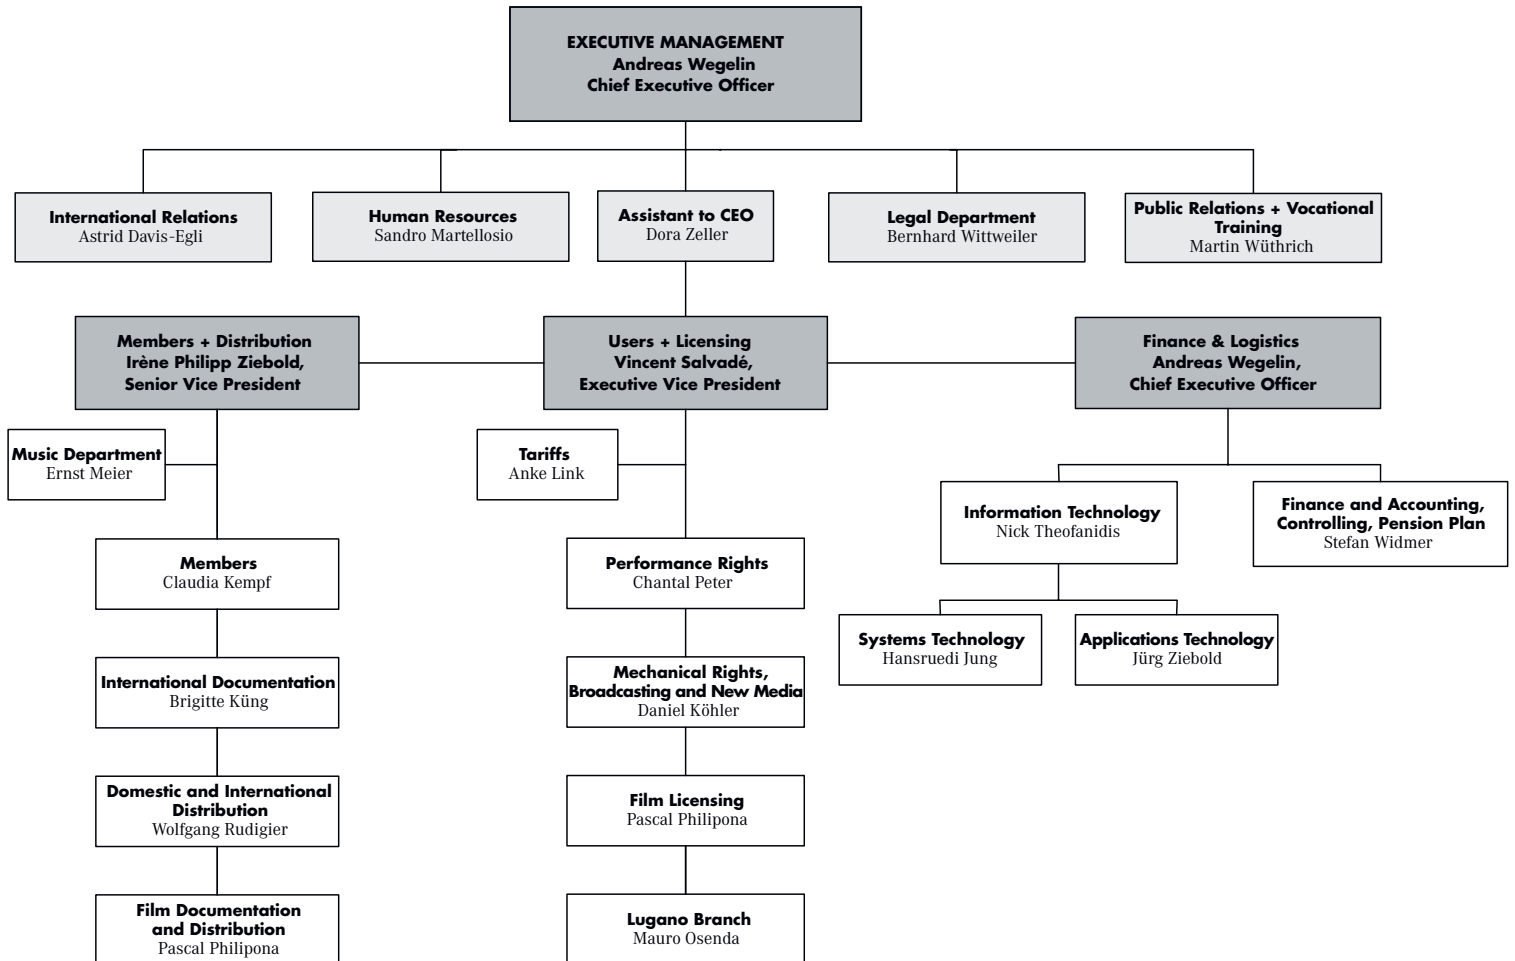 EXECUTIVE MANAGEMENT
Andreas Wegelin
Chief Executive Officer
International Relations
Astrid Davis-Egli
Human Resources
Sandro Martellosio
Assistant to CEO
Dora Zeller
Legal Department
Bernhard Wittweiler
Public Relations + Vocational
Training
Martin Wüthrich
Members + Distribution
Irène Philipp Ziebold,
Senior Vice President
Users + Licensing
Vincent Salvadé,
Executive Vice President
Finance & Logistics
Andreas Wegelin,
Chief Executive Officer
Music Department
Ernst Meier
Tariffs
Anke Link
Information Technology
Nick Theofanidis
Finance and Accounting,
Controlling, Pension Plan
Stefan Widmer
Members
Claudia Kempf
Performance Rights
Chantal Peter
Systems Technology
Hansruedi Jung
Applications Technology
Jürg Ziebold
International Documentation
Brigitte Küng
Mechanical Rights,
Broadcasting and New Media
Daniel Köhler
Domestic and International
Distribution
Wolfgang Rudigier
Film Licensing
Pascal Philipona
Film Documentation
and Distribution
Pascal Philipona
Lugano Branch
Mauro Osenda